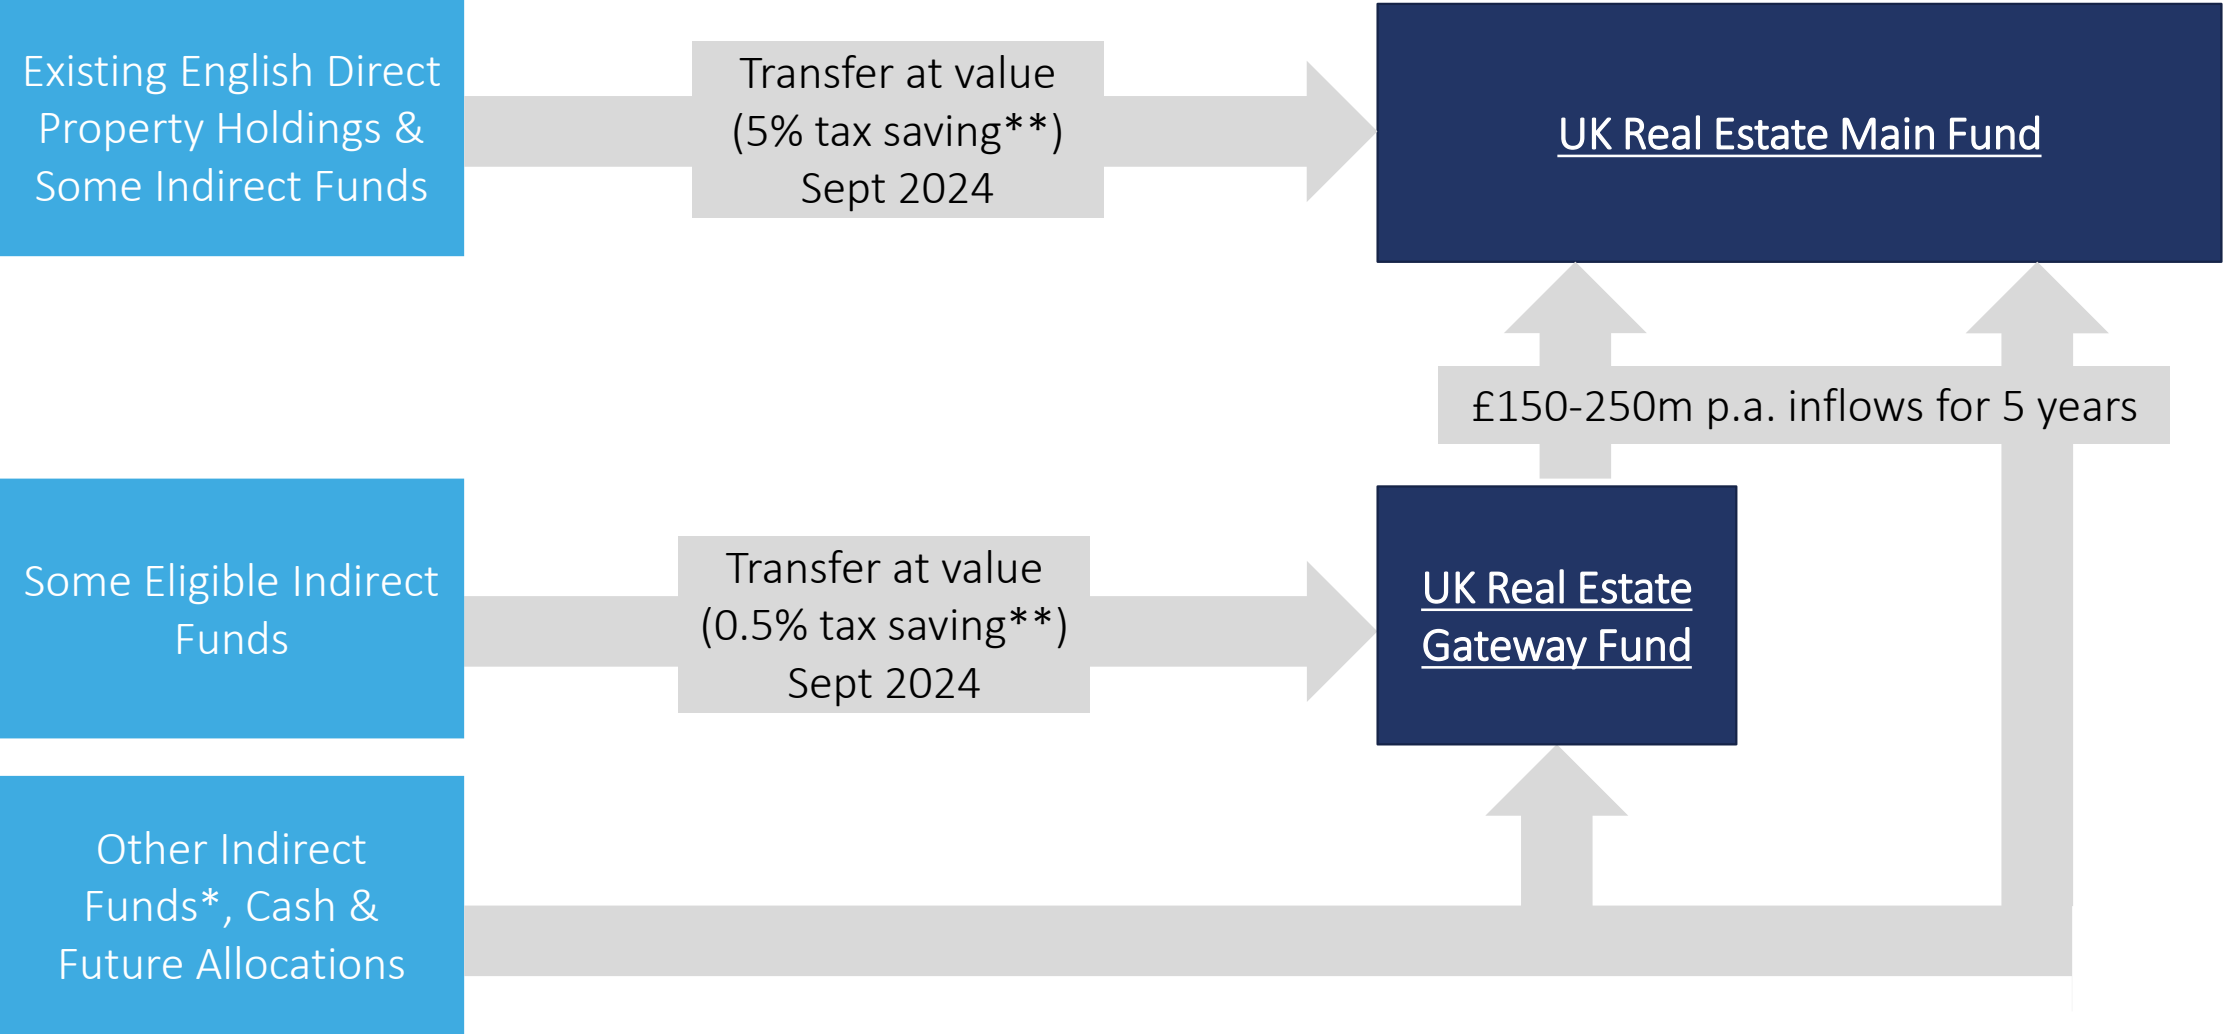 Existing English Direct
Property Holdings &
Some Indirect Funds
Transfer at value
(5% tax saving**)
Sept 2024
UK Real Estate Main Fund
£150-250m p.a. inflows for 5 years
Some Eligible Indirect
Funds
Transfer at value
(0.5% tax saving**)
Sept 2024
UK Real Estate
Gateway Fund
Other Indirect
Funds*, Cash &
Future Allocations